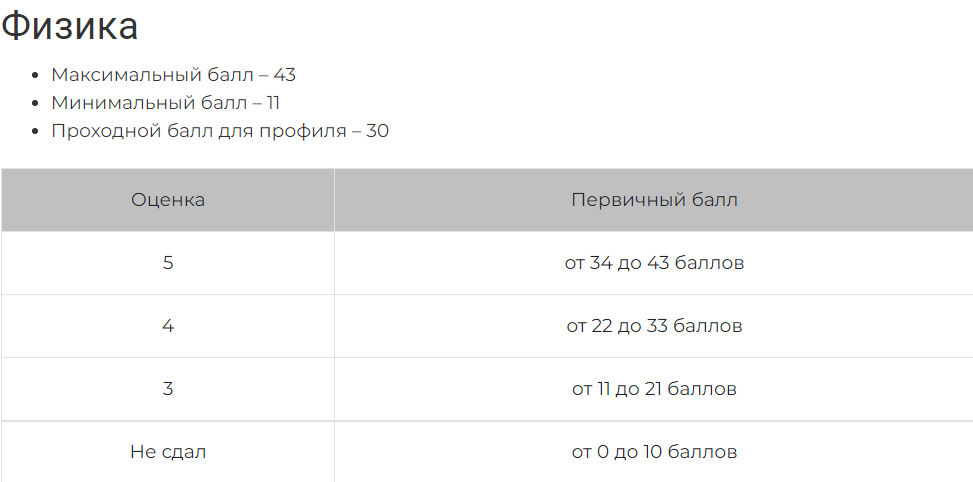 Физика
Максимальный балл – 43
Минимальный балл – 11
Проходной балл для профиля – 30
Оценка Первичный балл
5 от 34 до 43 баллов
4 от 22 до 33 баллов
3 от 11 до 21 баллов
Не сдал от 0 до 10 баллов